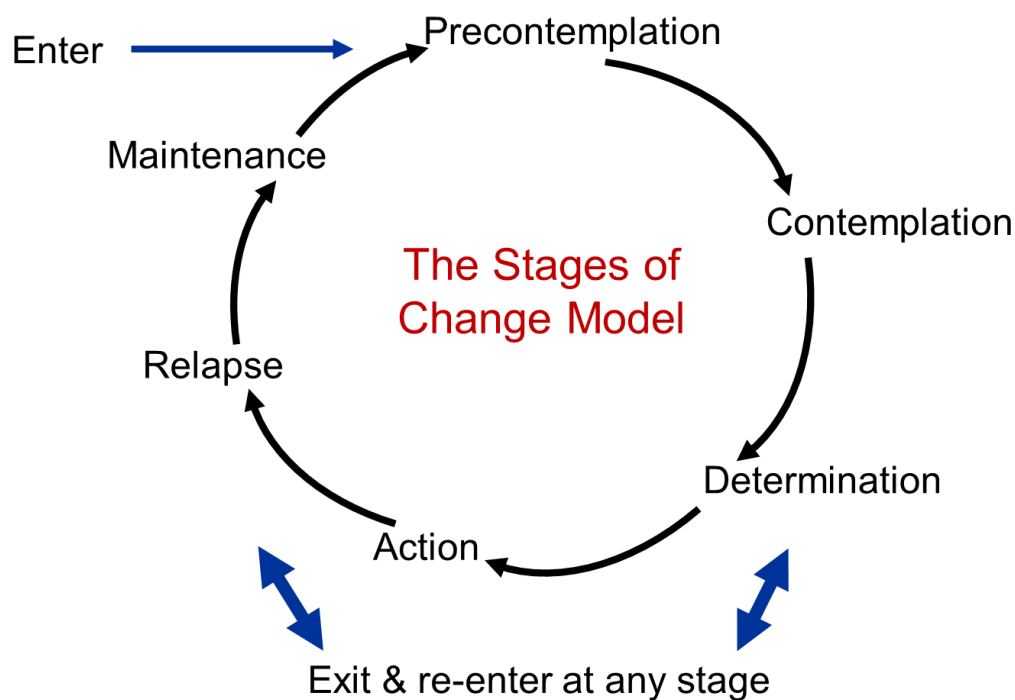 Enter
Precontemplation
Maintenance
Contemplation
The Stages of
Change Model
Relapse
Determination
Action
Exit & re-enter at any stage